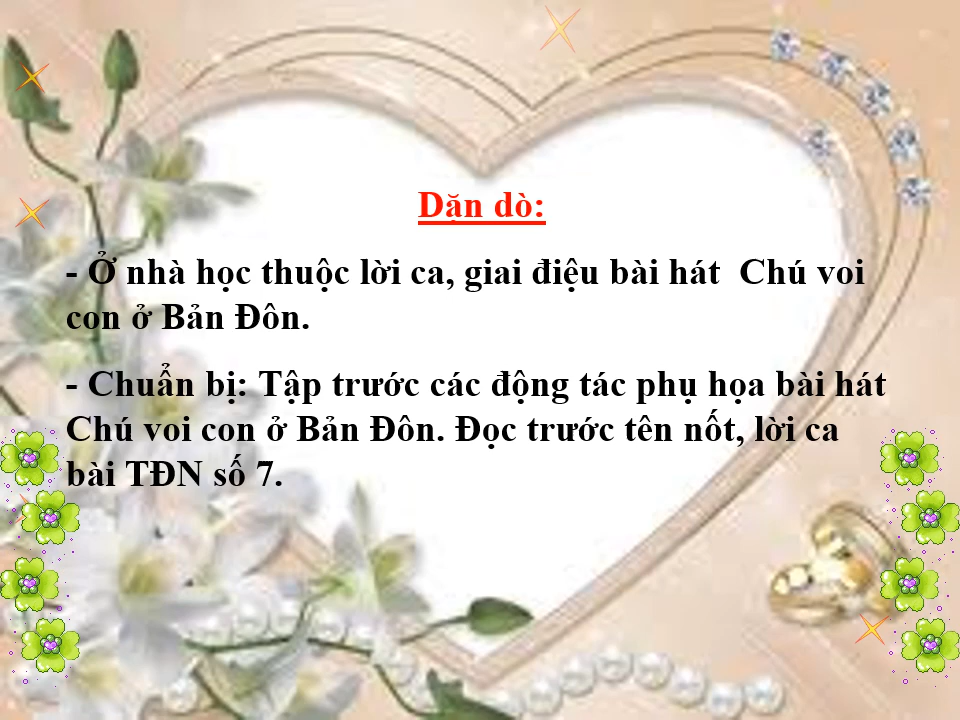 Dặn dò:
- Ở nhà học thuộc lời ca, giai điệu bài hát  Chú voi
con ở Bản Đôn.
- Chuẩn bị: Tập trước các động tác phụ họa bài hát
Chú voi con ở Bản Đôn. Đọc trước tên nốt, lời ca
bài TĐN số 7.